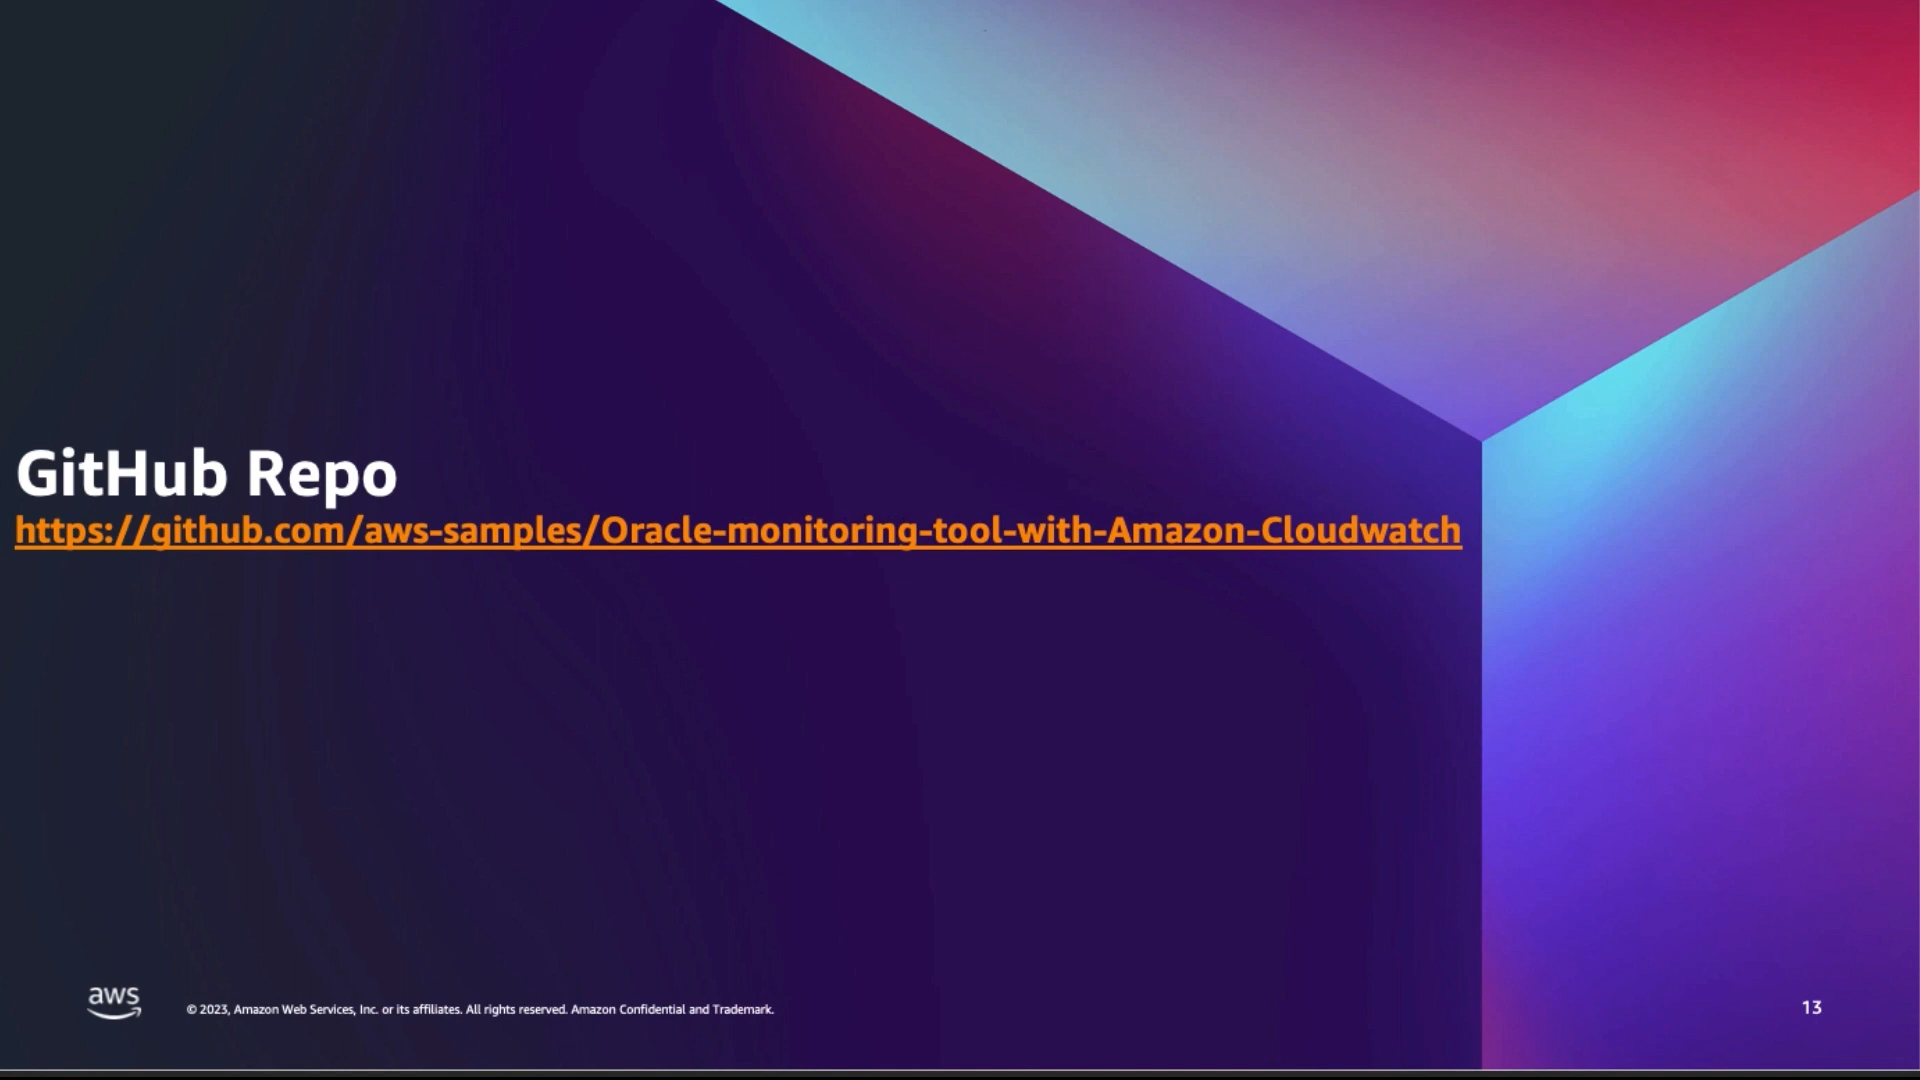 GitHub Repo
https://github.com/aws-samples/Oracle-monitoring-tool-with-Amazon-Cloudwatch
aws
© 2023, Amazon Web Services, Inc. or its affiliates. All rights reserved. Amazon Confidential and Trademark.
13